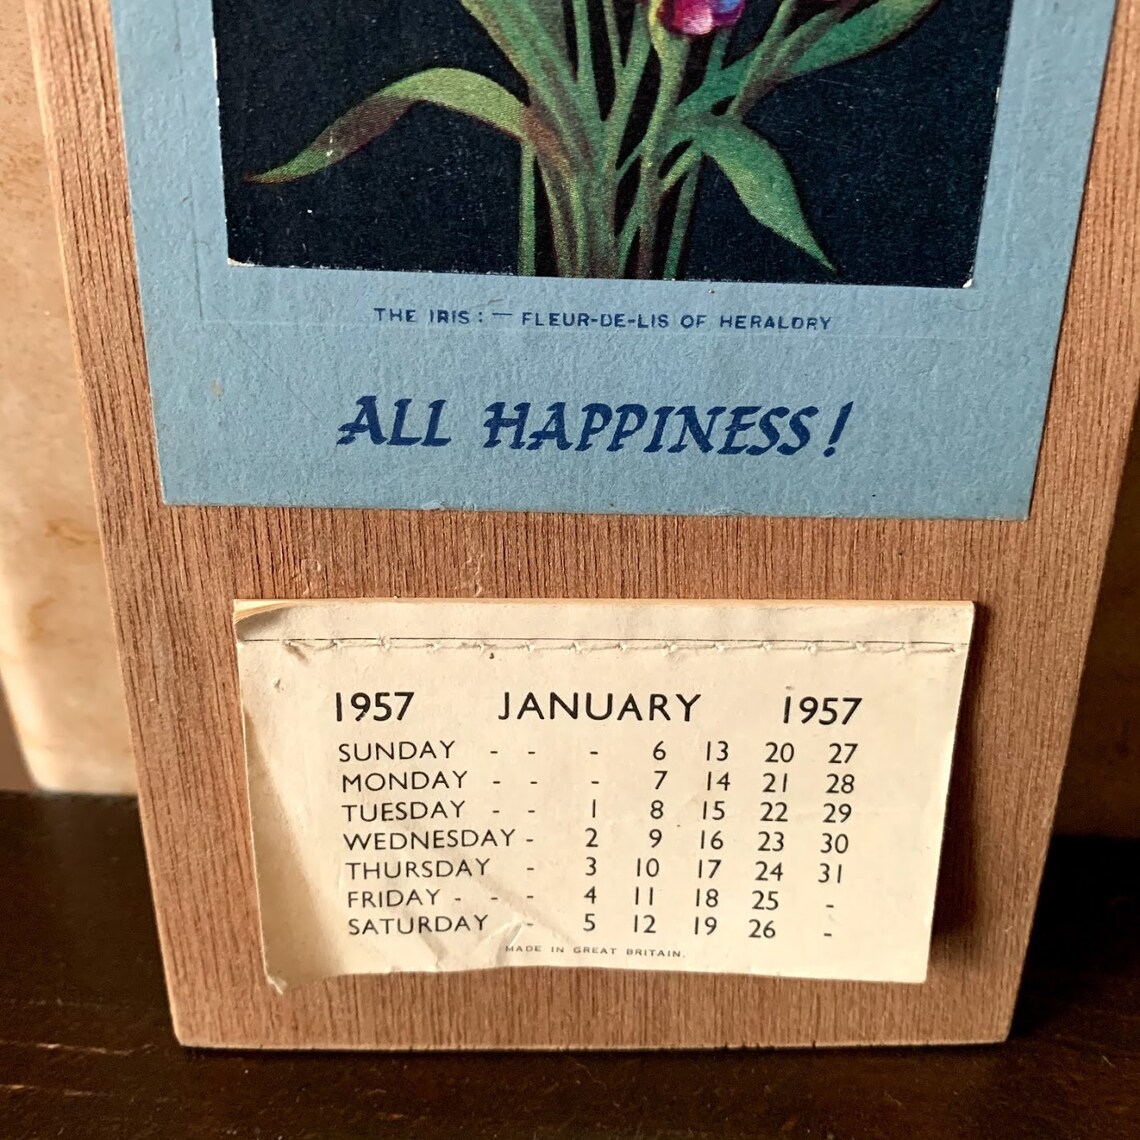 THE IRIS:— FLEUR-DE-LIS OF HERALDRY
ALL HAPPINESS!
1957 JANUARY 1957
SUNDAY - - - 6 13 20 27
MONDAY - - - 7 14 21 28
TUESDAY - - 1 8 15 22 29
WEDNESDAY - 2 9 16 23 30
THURSDAY - 3 10 17 24 31
FRIDAY - - - 4 11 18 25 -
SATURDAY - 5 12 19 26 -
MADE IN GREAT BRITAIN.